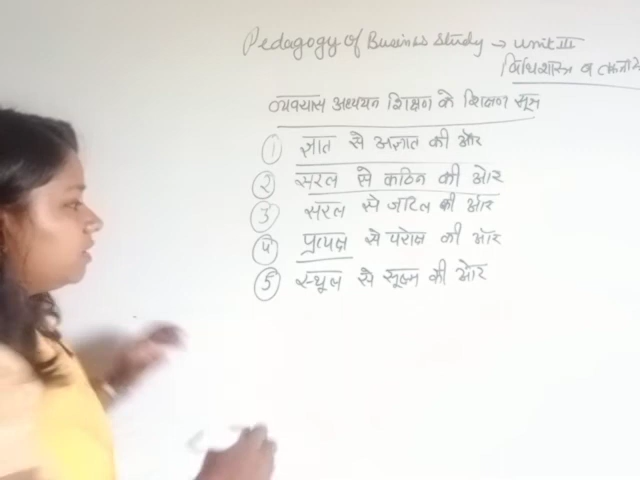 Pedagogy of Business study → unit III
विधिशास्त्र व
व्यवसाय अध्ययन शिक्षण के शिक्षण सूत्र
1 ज्ञात से अज्ञात की ओर
2 सरल से कठिन की ओर
3 सरल से जटिल की ओर
4 प्रत्यक्ष से परोक्ष की ओर
5 स्थूल से सूक्ष्म की ओर